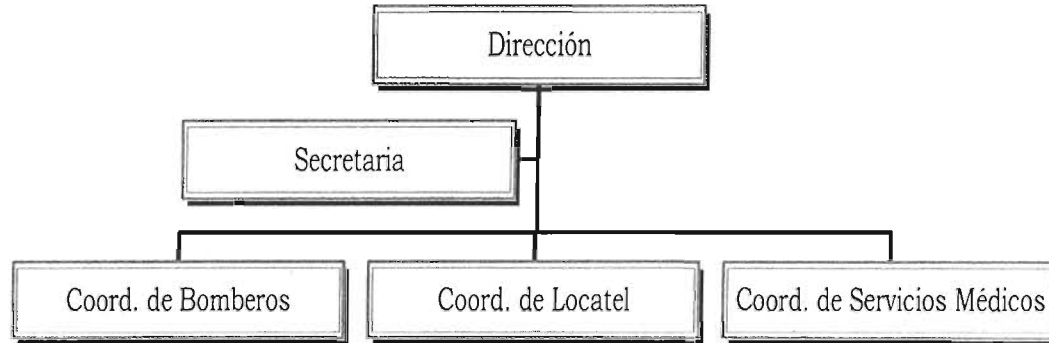 Dirección
Secretaria
Coord. de Bomberos
Coord. de Locatel
Coord. de Servicios Médicos